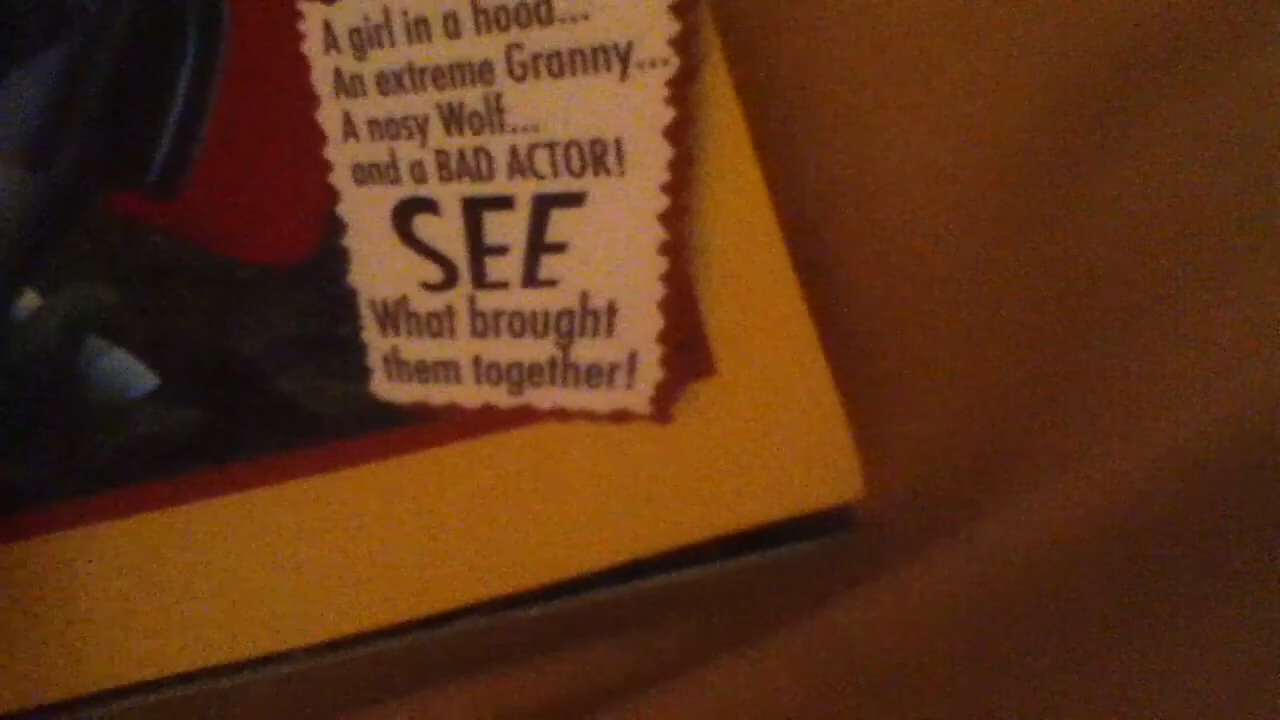 A girl in a hood...
An extreme Granny...
A nosy Wolf...
and a BAD ACTOR!
SEE
What brought
them together!